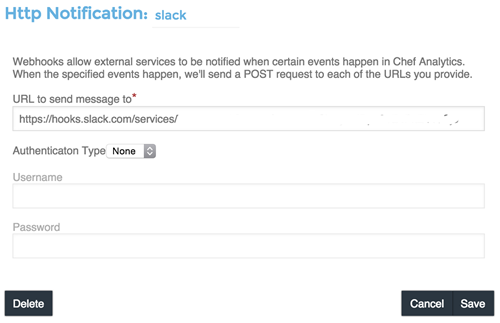 Http Notification: slack
Webhooks allow external services to be notified when certain events happen in Chef Analytics.
When the specified events happen, we'll send a POST request to each of the URLs you provide.
URL to send message to*
https://hooks.slack.com/services/
Authenticaton Type None
Username
Password
Delete Cancel Save